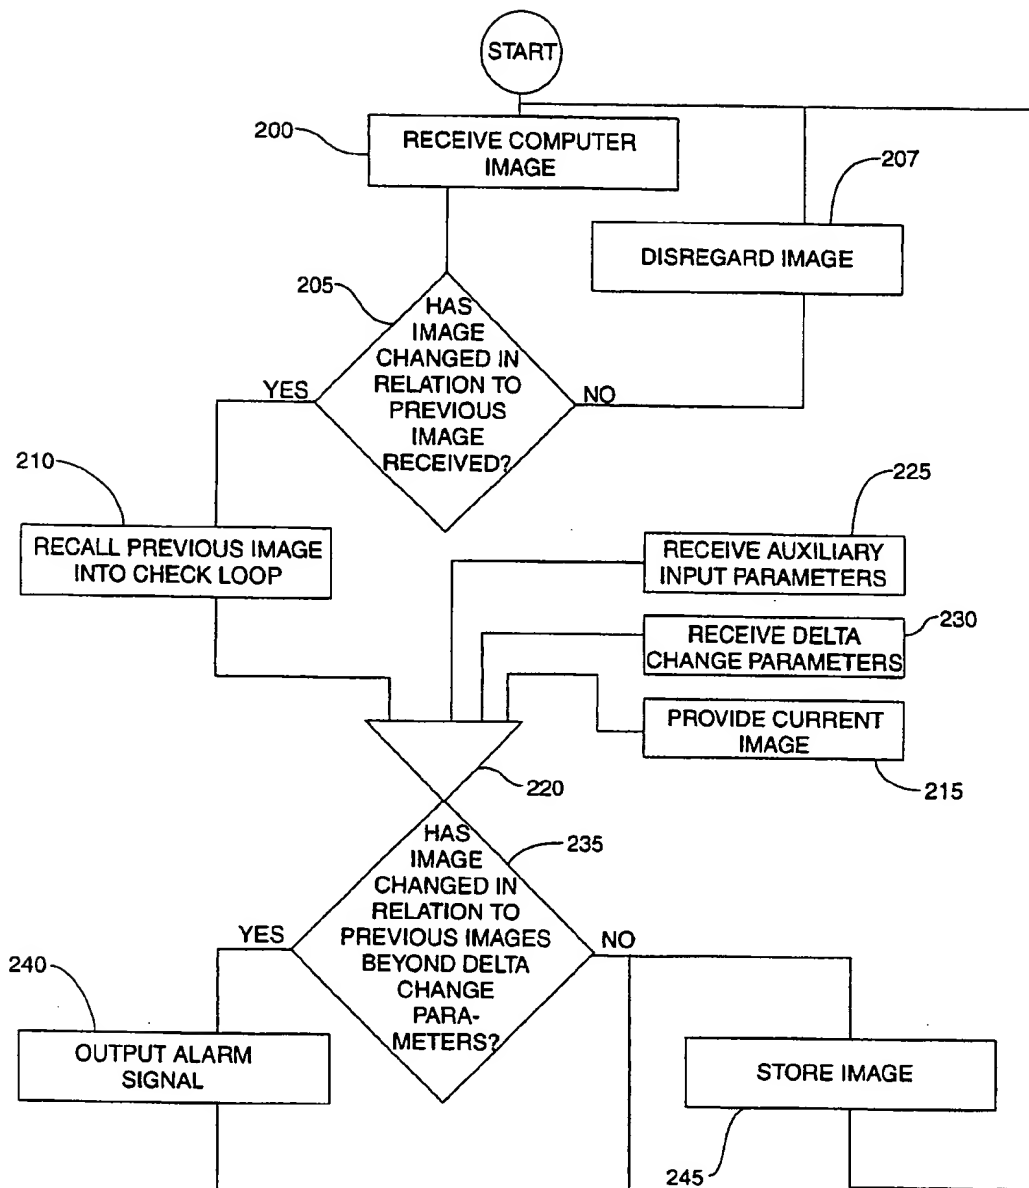 START
200
RECEIVE COMPUTER
IMAGE
207
DISREGARD IMAGE
205
HAS
IMAGE
CHANGED IN
RELATION TO
PREVIOUS
IMAGE
RECEIVED?
YES
NO
210
RECALL PREVIOUS IMAGE
INTO CHECK LOOP
225
RECEIVE AUXILIARY
INPUT PARAMETERS
230
RECEIVE DELTA
CHANGE PARAMETERS
PROVIDE CURRENT
IMAGE
215
220
235
HAS
IMAGE
CHANGED IN
RELATION TO
PREVIOUS IMAGES
BEYOND DELTA
CHANGE
PARA-
METERS?
YES
NO
240
OUTPUT ALARM
SIGNAL
STORE IMAGE
245